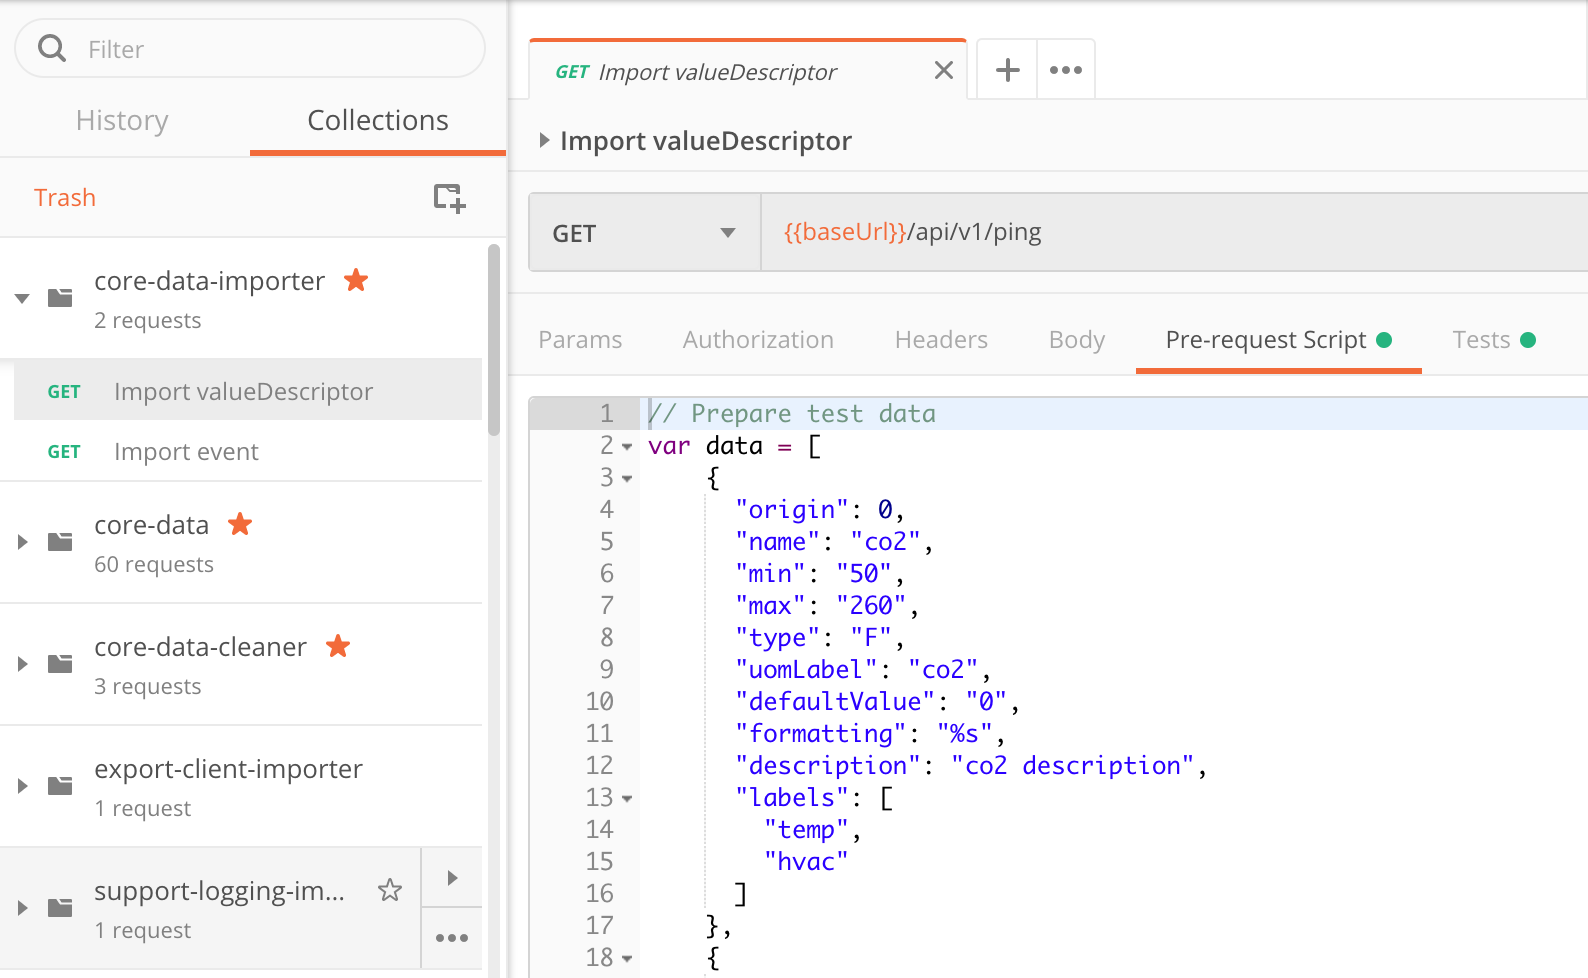 Filter
History
Collections
Trash
core-data-importer
2 requests
GET Import valueDescriptor
GET Import event
core-data
60 requests
core-data-cleaner
3 requests
export-client-importer
1 request
support-logging-im...
1 request
GET Import valueDescriptor
Import valueDescriptor
GET
{{baseUrl}}/api/v1/ping
Params
Authorization
Headers
Body
Pre-request Script
Tests
1 // Prepare test data
2 var data = [
3 {
4 "origin": 0,
5 "name": "co2",
6 "min": "50",
7 "max": "260",
8 "type": "F",
9 "uomLabel": "co2",
10 "defaultValue": "0",
11 "formatting": "%s",
12 "description": "co2 description",
13 "labels": [
14 "temp",
15 "hvac"
16 ]
17 },
18 {